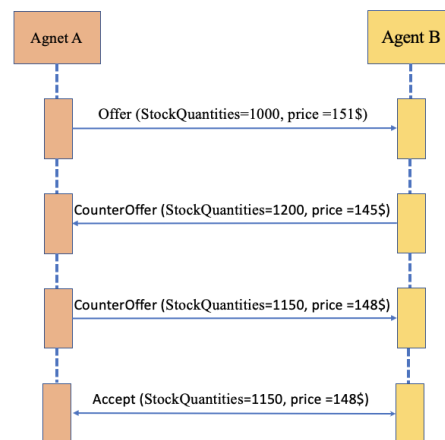 Agnet A
Agent B
Offer (StockQuantities=1000, price =151$)
CounterOffer (StockQuantities=1200, price =145$)
CounterOffer (StockQuantities=1150, price =148$)
Accept (StockQuantities=1150, price =148$)